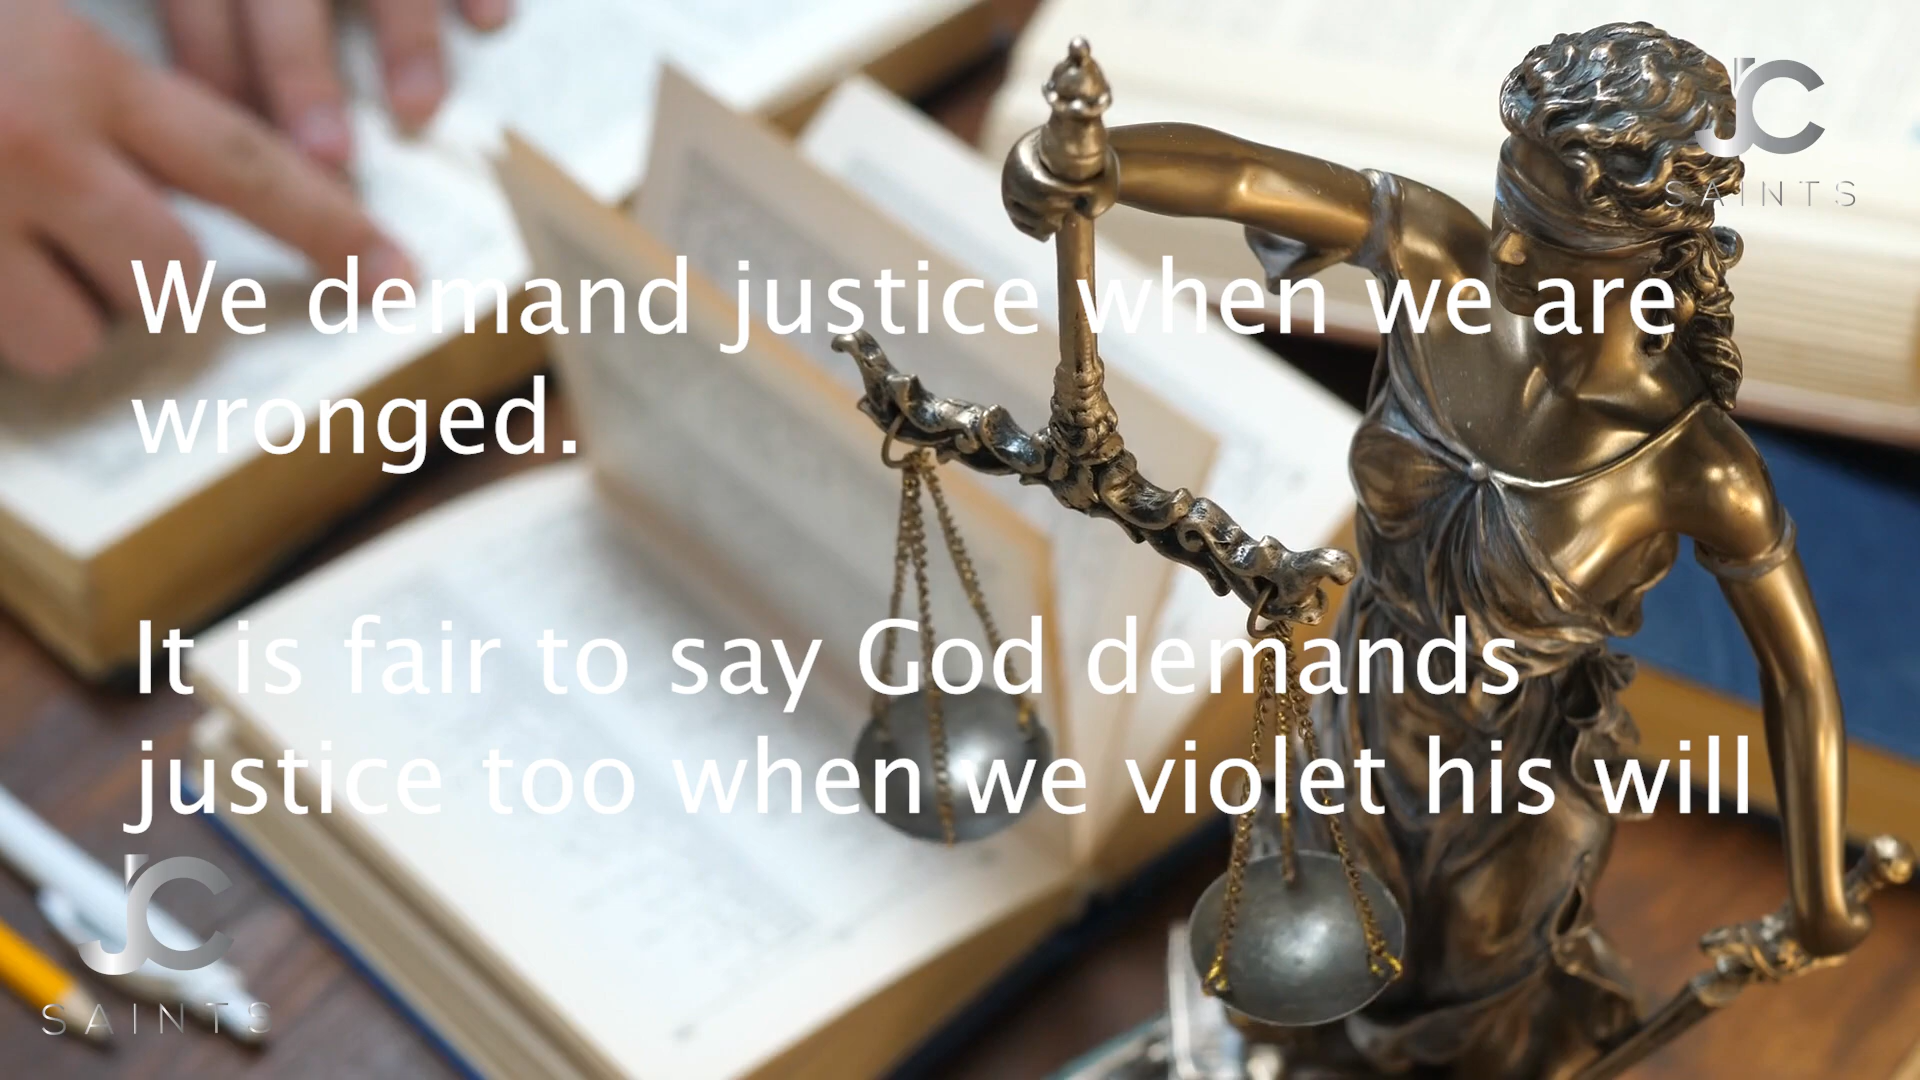 JC
SAINTS
We demand justice when we are
wronged.
It is fair to say God demands
justice too when we violet his will
JC
SAINTS